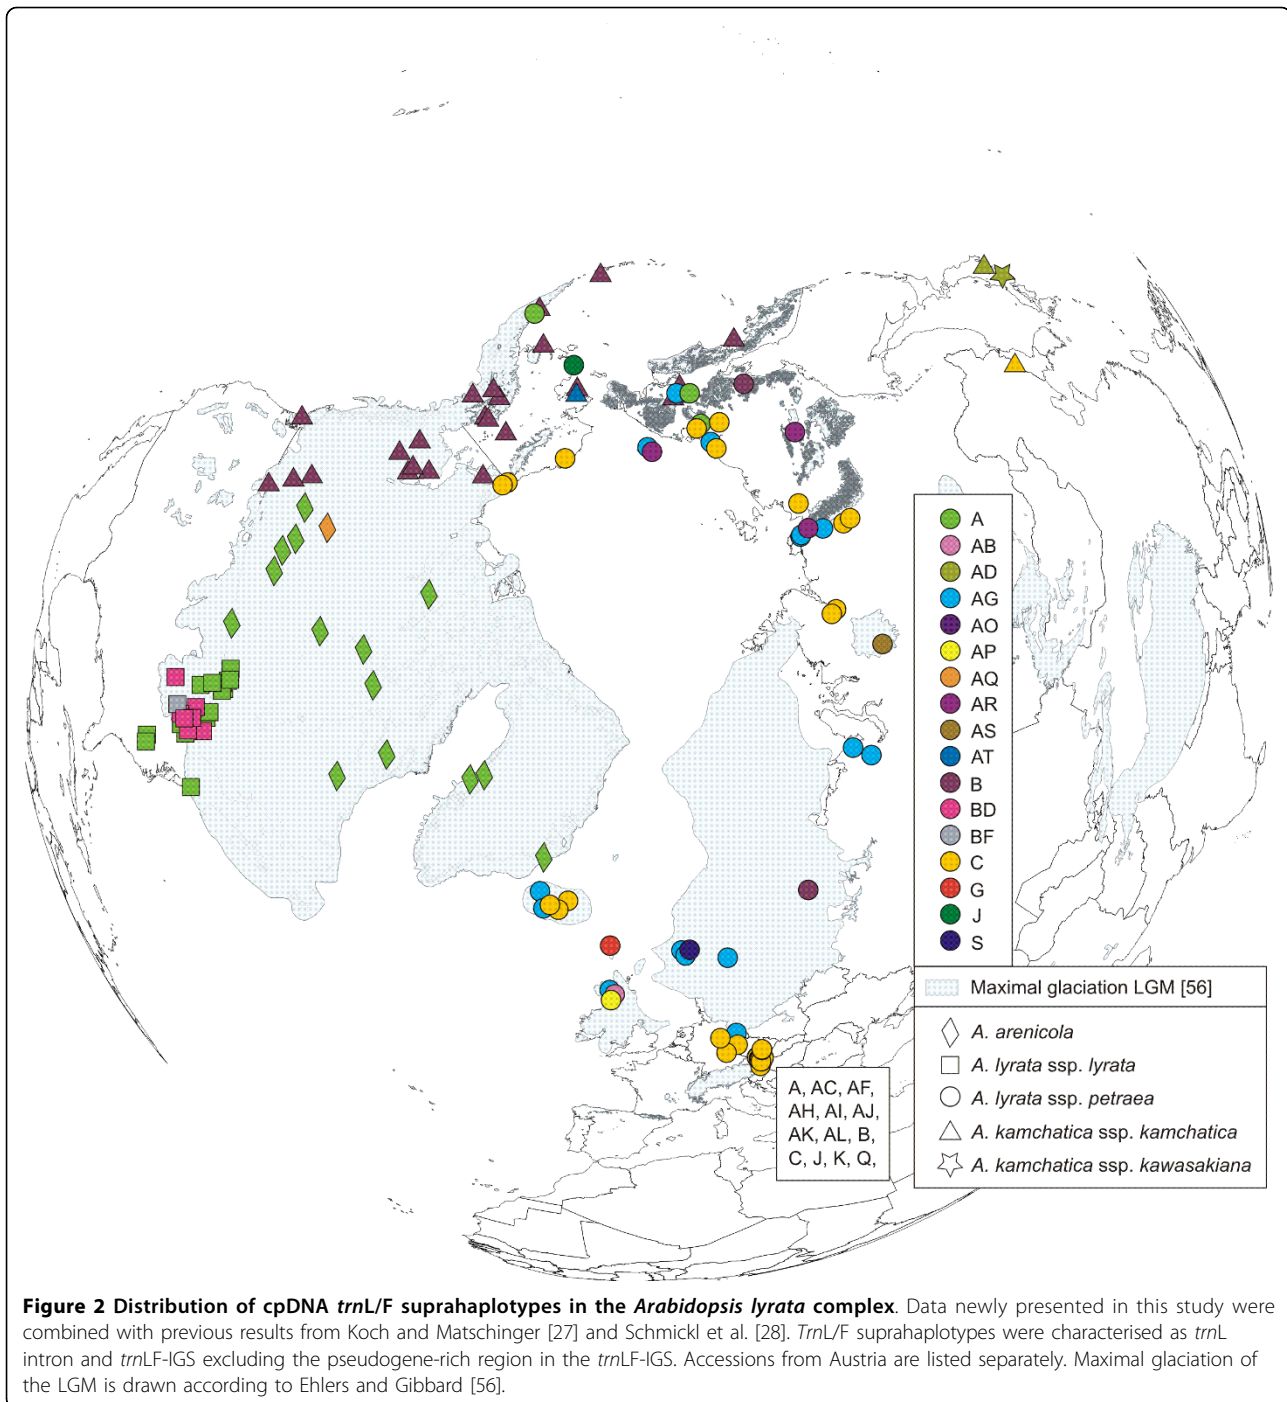 A
AB
AD
AG
AO
AP
AQ
AR
AS
AT
B
BD
BF
C
G
J
S
Maximal glaciation LGM [56]
A. arenicola
A. lyrata ssp. lyrata
A. lyrata ssp. petraea
A. kamchatica ssp. kamchatica
A. kamchatica ssp. kawasakiana
A, AC, AF,
AH, AI, AJ,
AK, AL, B,
C, J, K, Q,
Figure 2 Distribution of cpDNA trnL/F suprahaplotypes in the Arabidopsis lyrata complex. Data newly presented in this study were
combined with previous results from Koch and Matschinger [27] and Schmickl et al. [28]. TrnL/F suprahaplotypes were characterised as trnL
intron and trnLF-IGS excluding the pseudogene-rich region in the trnLF-IGS. Accessions from Austria are listed separately. Maximal glaciation of
the LGM is drawn according to Ehlers and Gibbard [56].